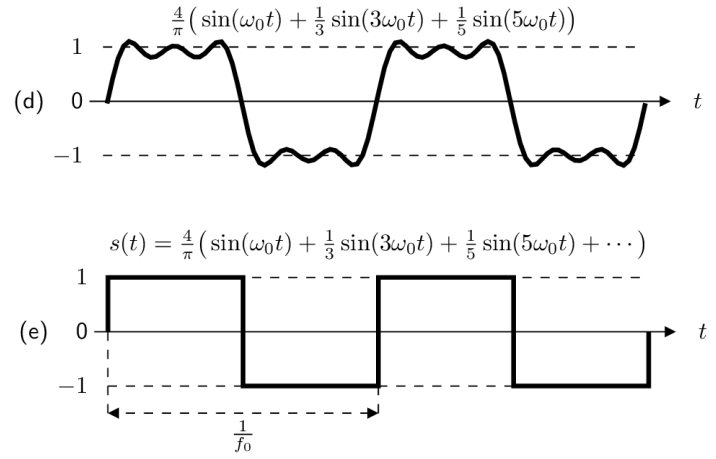 4/π( sin(ω₀t) + 1/3 sin(3ω₀t) + 1/5 sin(5ω₀t))
1
(d) 0 t
−1
s(t) = 4/π( sin(ω₀t) + 1/3 sin(3ω₀t) + 1/5 sin(5ω₀t) + ⋯ )
1
(e) 0 t
−1
1/f₀